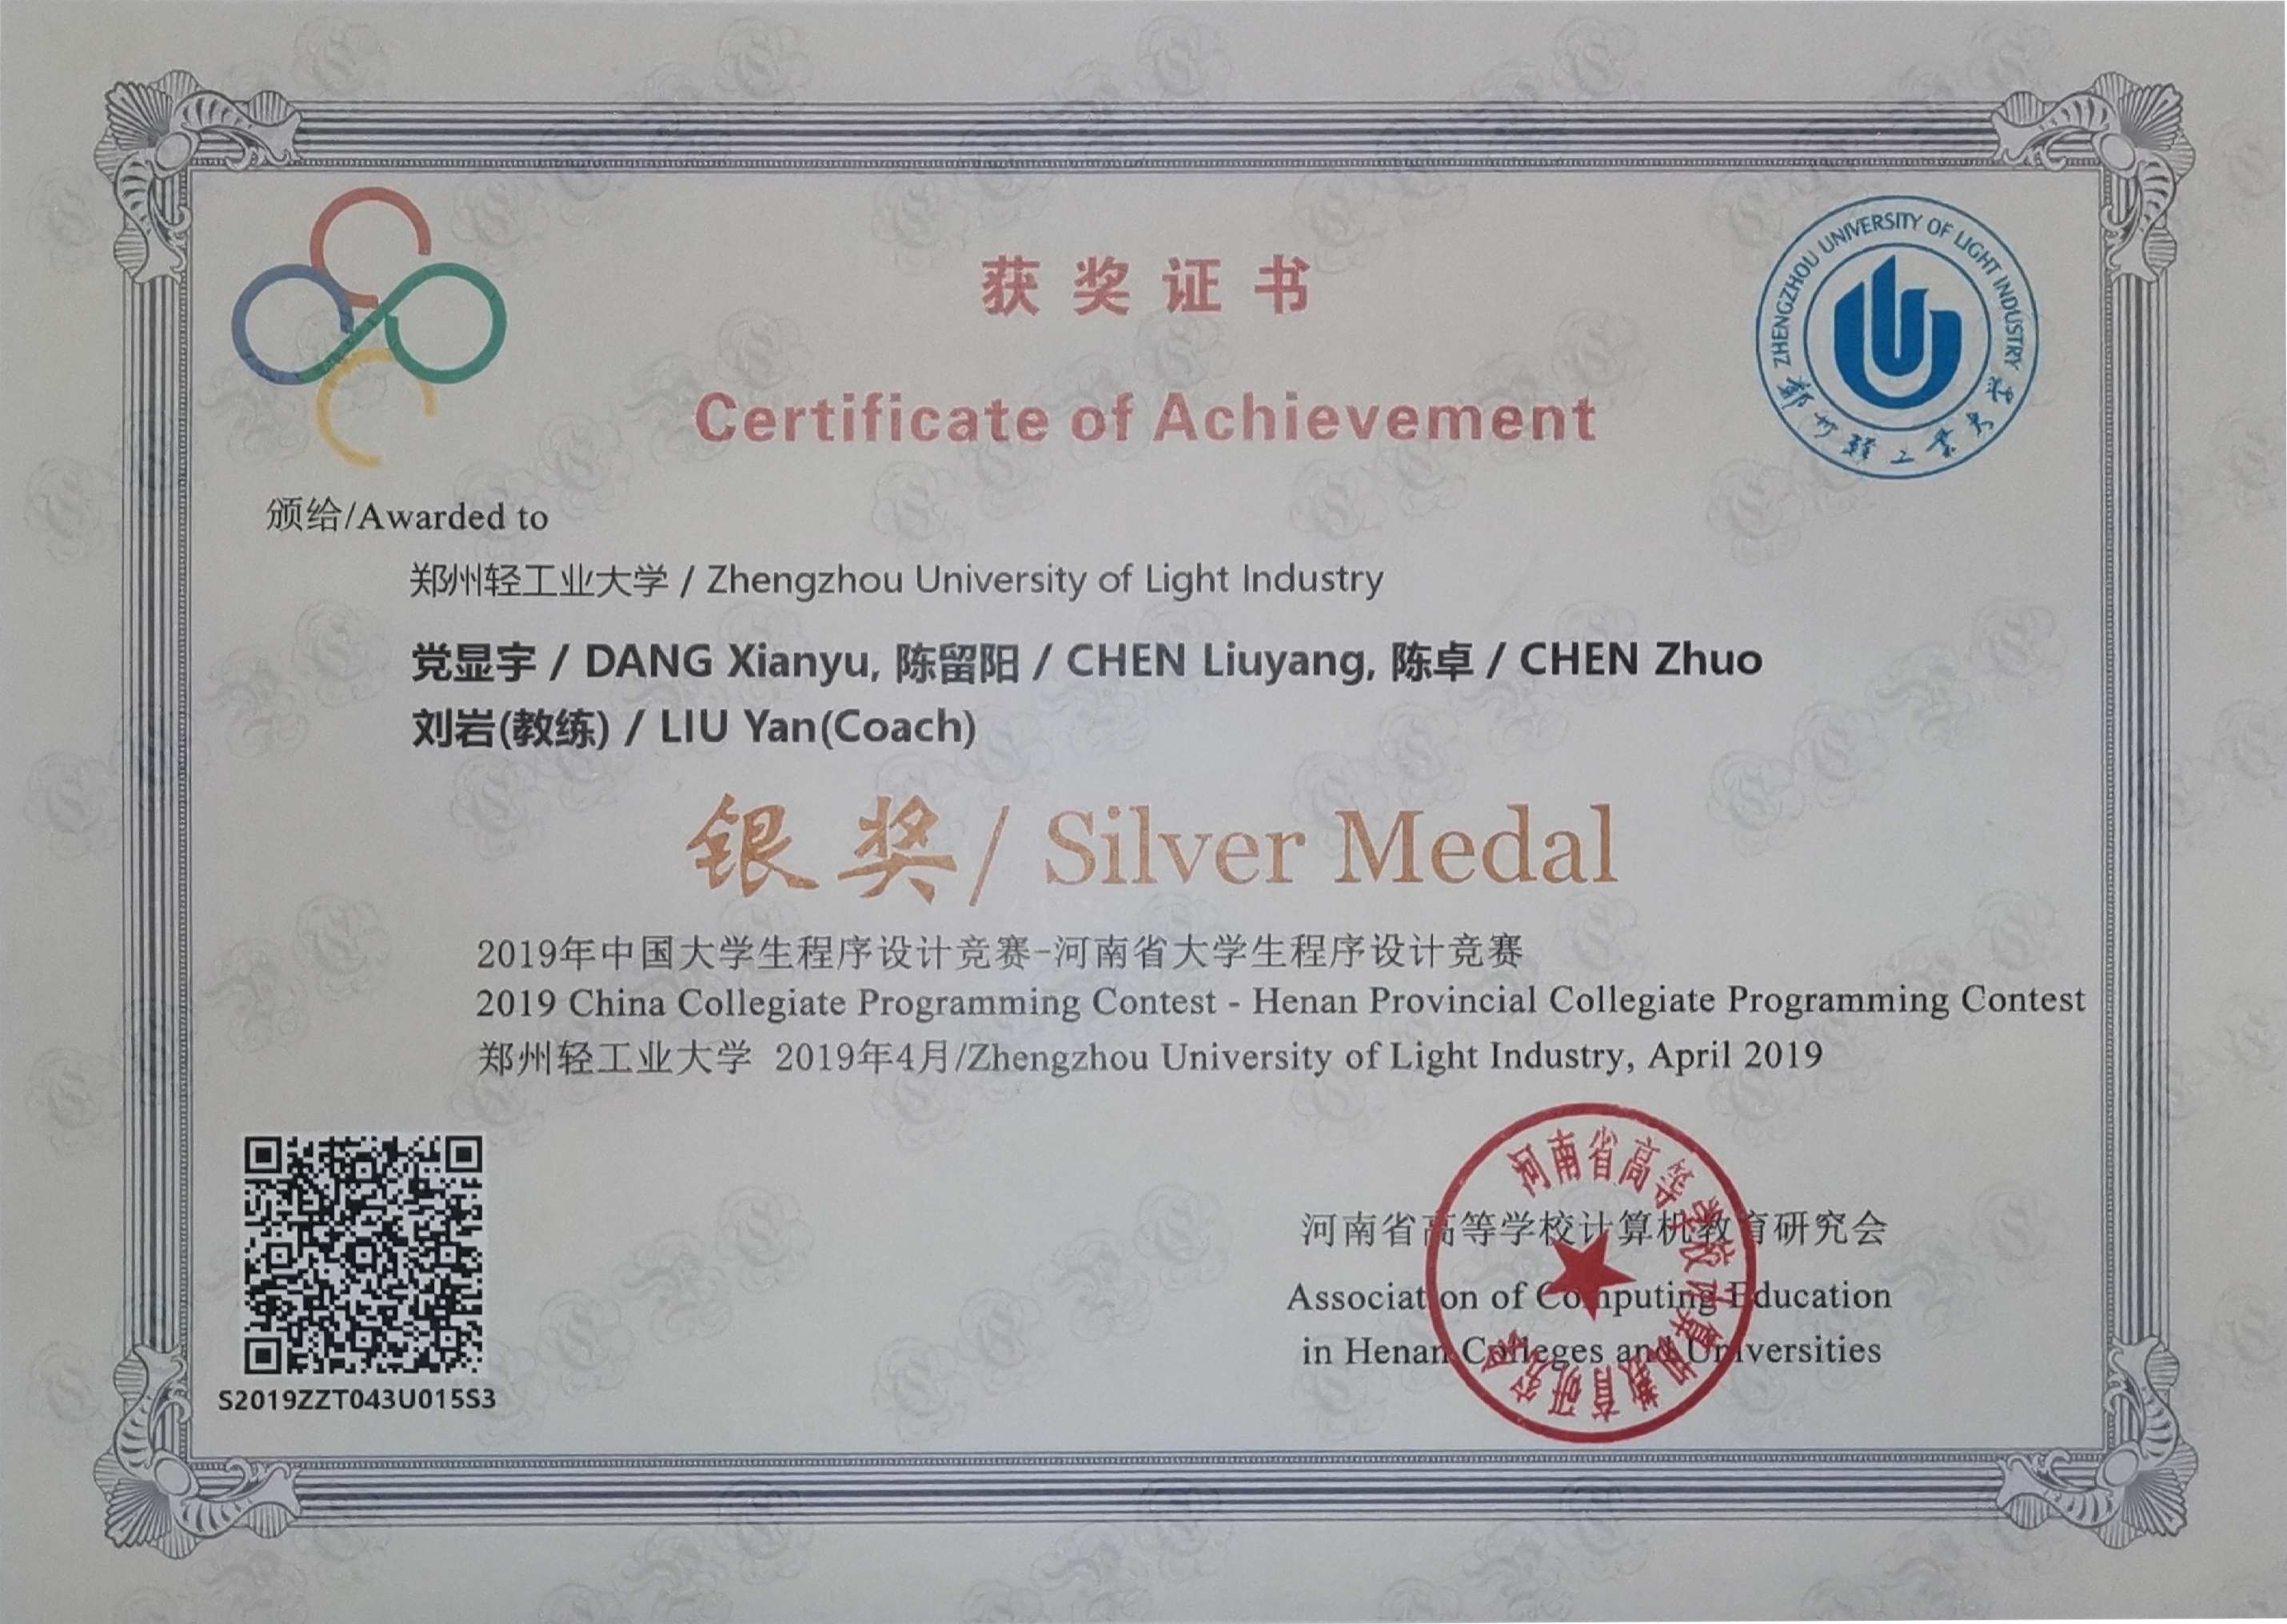 获奖证书
Certificate of Achievement
ZHENGZHOU UNIVERSITY OF LIGHT INDUSTRY
郑州轻工业大学
颁给/Awarded to
郑州轻工业大学 / Zhengzhou University of Light Industry
党显宇 / DANG Xianyu, 陈留阳 / CHEN Liuyang, 陈卓 / CHEN Zhuo
刘岩(教练) / LIU Yan(Coach)
银奖/ Silver Medal
2019年中国大学生程序设计竞赛-河南省大学生程序设计竞赛
2019 China Collegiate Programming Contest - Henan Provincial Collegiate Programming Contest
郑州轻工业大学 2019年4月/Zhengzhou University of Light Industry, April 2019
S2019ZZT043U015S3
河南省高等学校计算机教育研究会
Association of Computing Education
in Henan Colleges and Universities
河南省高等学校计算机教育研究会